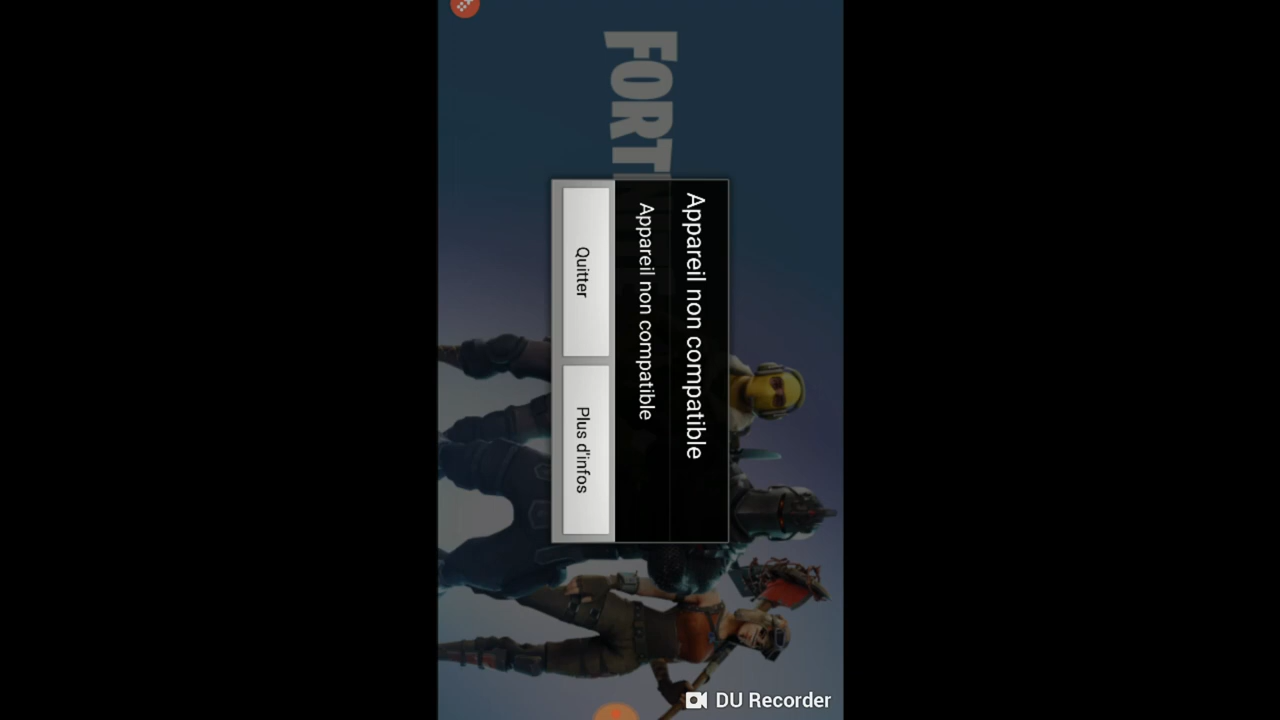 FORT
Appareil non compatible
Appareil non compatible
Quitter
Plus d'infos
DU Recorder